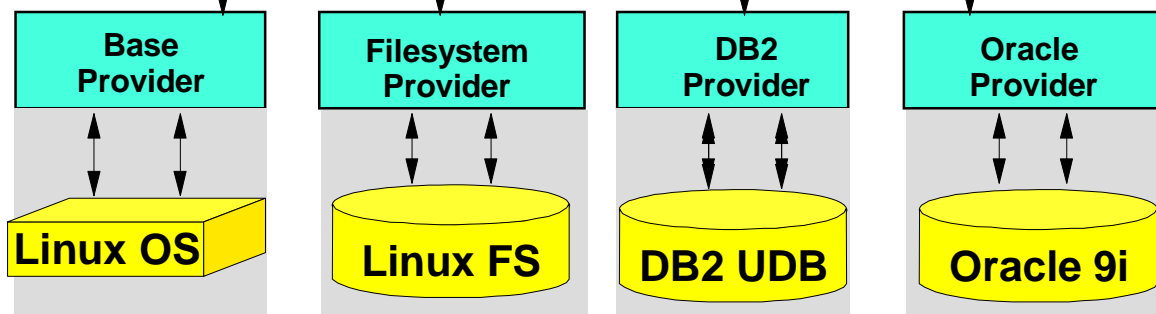 Base
Provider
Filesystem
Provider
DB2
Provider
Oracle
Provider
Linux OS
Linux FS
DB2 UDB
Oracle 9i